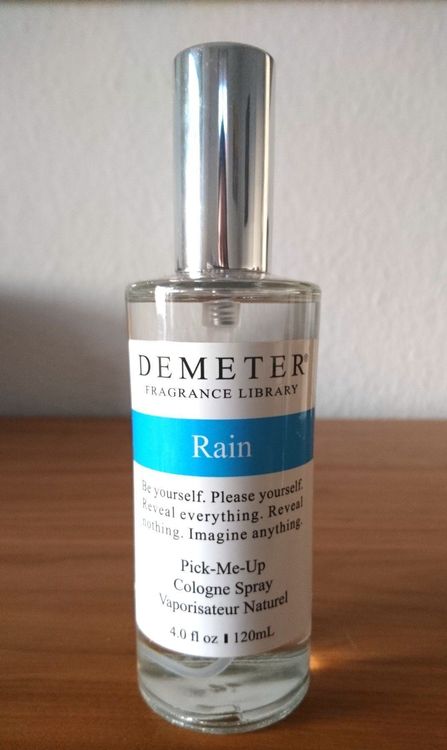 DEMETER®
FRAGRANCE LIBRARY
Rain
Be yourself. Please yourself.
Reveal everything. Reveal
nothing. Imagine anything.
Pick-Me-Up
Cologne Spray
Vaporisateur Naturel
4.0 fl oz | 120mL